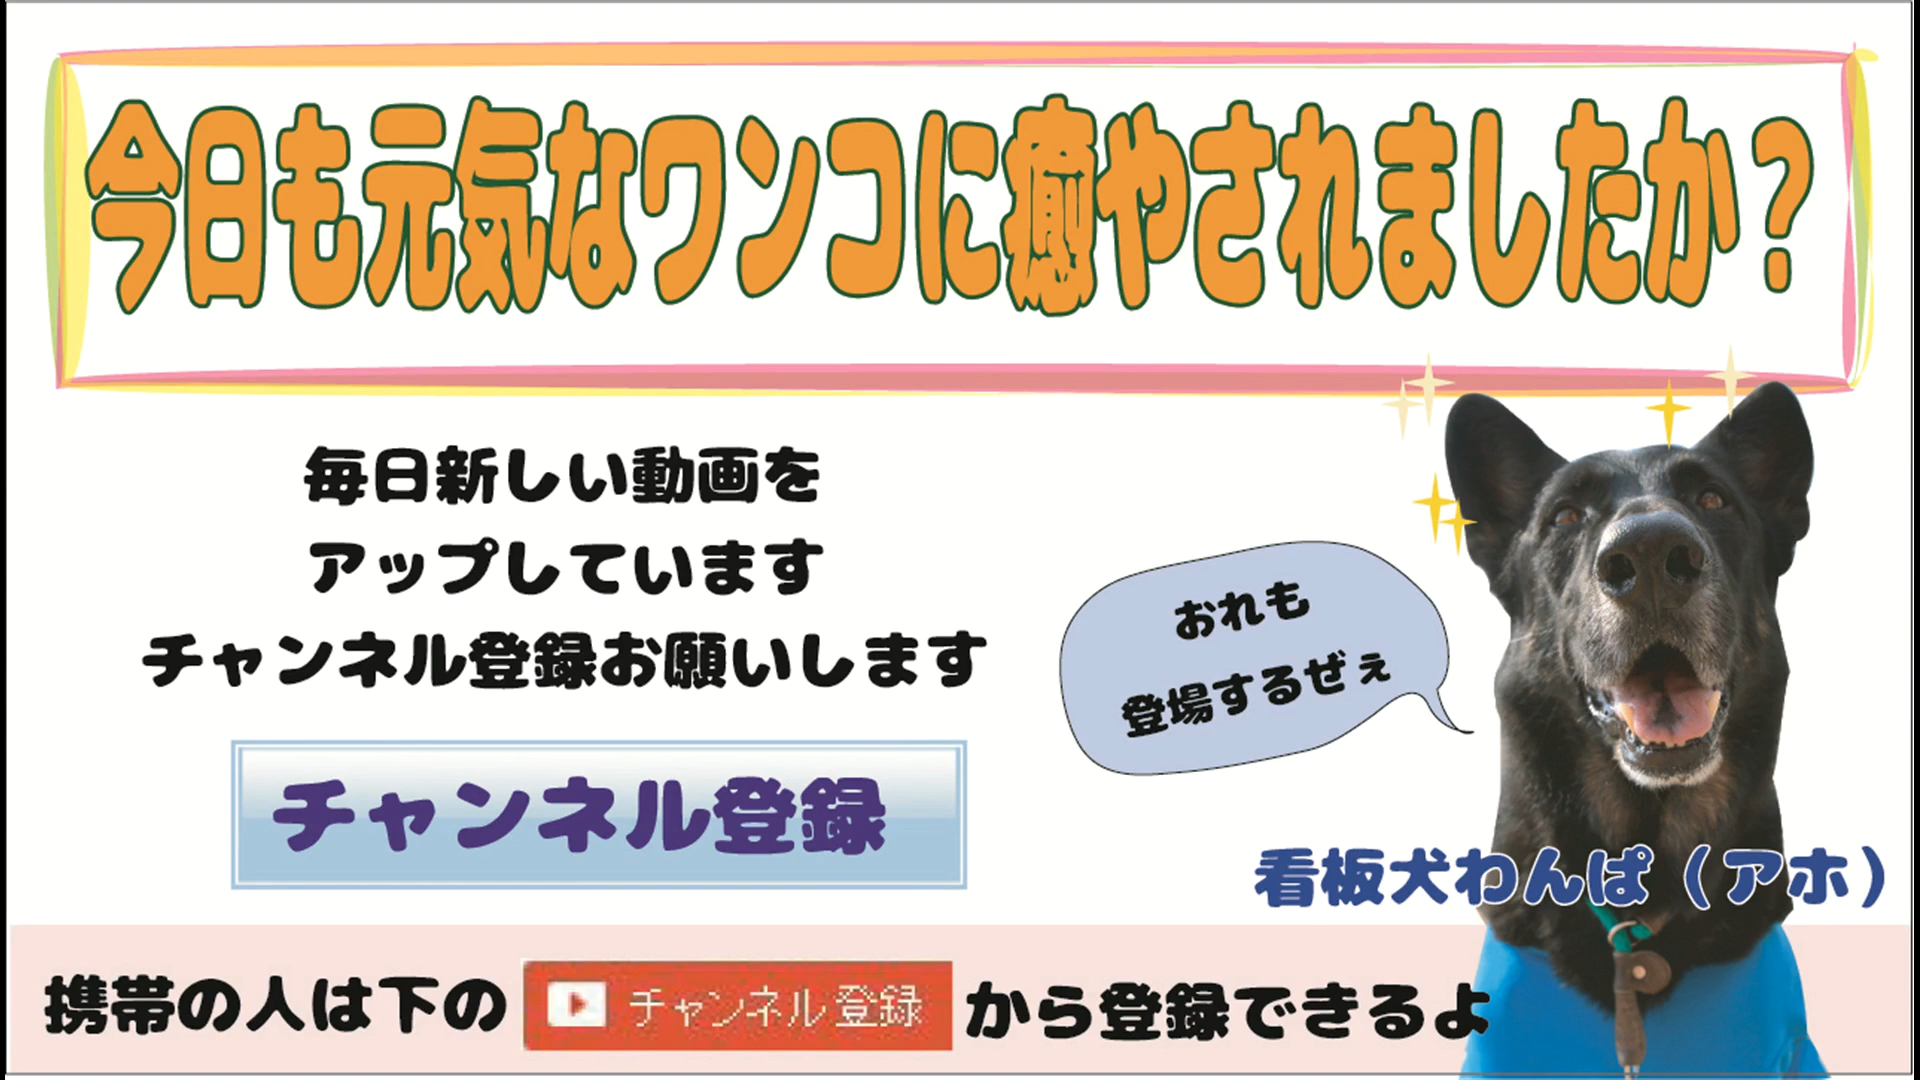 今日も元気なワンコに癒やされましたか？
毎日新しい動画を
アップしています
チャンネル登録お願いします
チャンネル登録
おれも
登場するぜぇ
看板犬わんぱ（アホ）
携帯の人は下の チャンネル登録 から登録できるよ